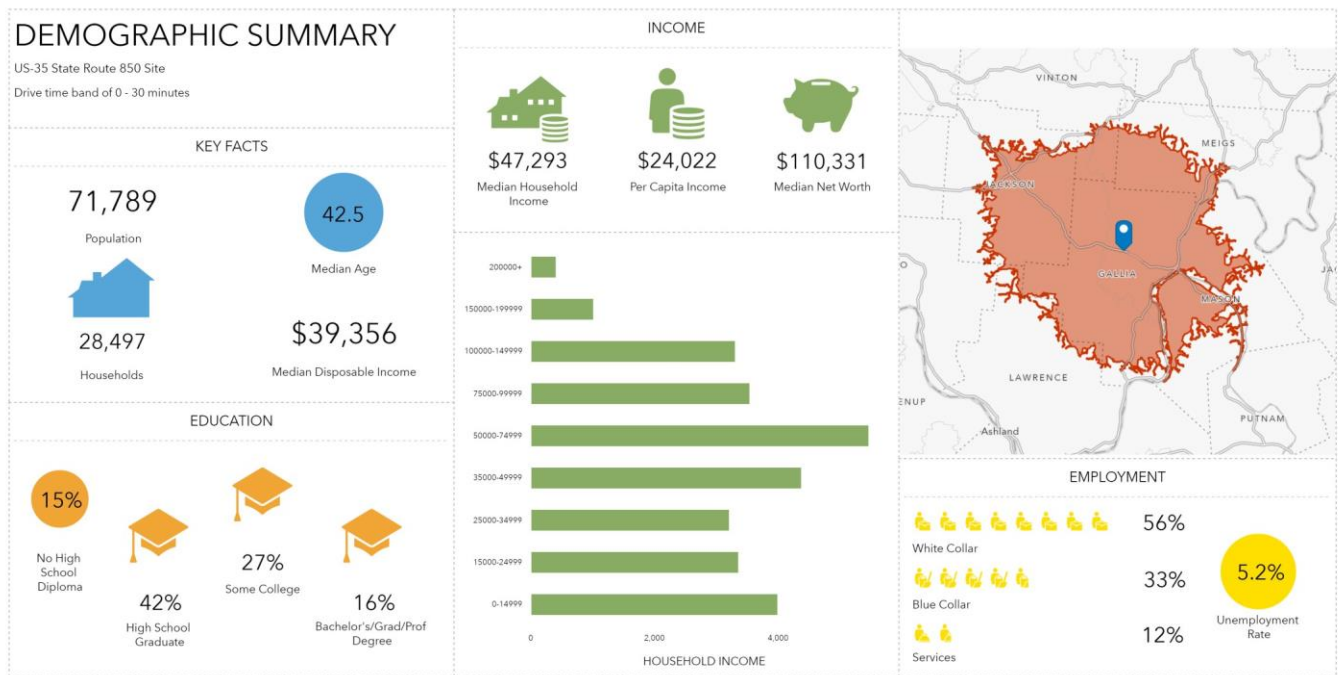 DEMOGRAPHIC SUMMARY
US-35 State Route 850 Site
Drive time band of 0 - 30 minutes
KEY FACTS
71,789
Population
42.5
Median Age
28,497
Households
$39,356
Median Disposable Income
EDUCATION
15%
No High
School
Diploma
42%
High School
Graduate
27%
Some College
16%
Bachelor's/Grad/Prof
Degree
INCOME
$47,293
Median Household
Income
$24,022
Per Capita Income
$110,331
Median Net Worth
200000+
150000-199999
100000-149999
75000-99999
50000-74999
35000-49999
25000-34999
15000-24999
0-14999
0
2,000
4,000
HOUSEHOLD INCOME
VINTON
MEIGS
JACKSON
GALLIA
MASON
JA
O
LAWRENCE
ENUP
PUTNAM
Ashland
EMPLOYMENT
56%
White Collar
33%
Blue Collar
12%
Services
5.2%
Unemployment
Rate